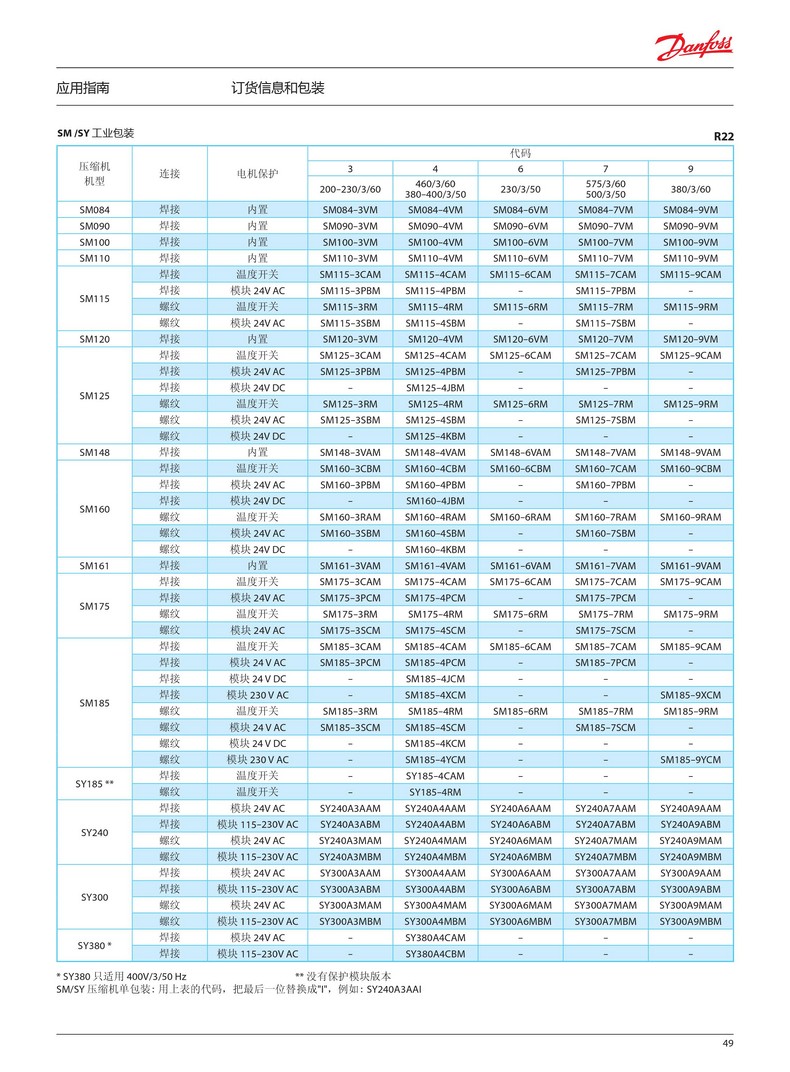 Danfoss
应用指南 订货信息和包装
SM /SY 工业包装 R22
压缩机机型 连接 电机保护 代码
3 4 6 7 9
200–230/3/60 460/3/60 380–400/3/50 230/3/50 575/3/60 500/3/50 380/3/60
SM084 焊接 内置 SM084–3VM SM084–4VM SM084–6VM SM084–7VM SM084–9VM
SM090 焊接 内置 SM090–3VM SM090–4VM SM090–6VM SM090–7VM SM090–9VM
SM100 焊接 内置 SM100–3VM SM100–4VM SM100–6VM SM100–7VM SM100–9VM
SM110 焊接 内置 SM110–3VM SM110–4VM SM110–6VM SM110–7VM SM110–9VM
SM115 焊接 温度开关 SM115–3CAM SM115–4CAM SM115–6CAM SM115–7CAM SM115–9CAM
焊接 模块 24V AC SM115–3PBM SM115–4PBM – SM115–7PBM –
螺纹 温度开关 SM115–3RM SM115–4RM SM115–6RM SM115–7RM SM115–9RM
螺纹 模块 24V AC SM115–3SBM SM115–4SBM – SM115–7SBM –
SM120 焊接 内置 SM120–3VM SM120–4VM SM120–6VM SM120–7VM SM120–9VM
SM125 焊接 温度开关 SM125–3CAM SM125–4CAM SM125–6CAM SM125–7CAM SM125–9CAM
焊接 模块 24V AC SM125–3PBM SM125–4PBM – SM125–7PBM –
焊接 模块 24V DC – SM125–4JBM – – –
螺纹 温度开关 SM125–3RM SM125–4RM SM125–6RM SM125–7RM SM125–9RM
螺纹 模块 24V AC SM125–3SBM SM125–4SBM – SM125–7SBM –
螺纹 模块 24V DC – SM125–4KBM – – –
SM148 焊接 内置 SM148–3VAM SM148–4VAM SM148–6VAM SM148–7VAM SM148–9VAM
SM160 焊接 温度开关 SM160–3CBM SM160–4CBM SM160–6CBM SM160–7CAM SM160–9CBM
焊接 模块 24V AC SM160–3PBM SM160–4PBM – SM160–7PBM –
焊接 模块 24V DC – SM160–4JBM – – –
螺纹 温度开关 SM160–3RAM SM160–4RAM SM160–6RAM SM160–7RAM SM160–9RAM
螺纹 模块 24V AC SM160–3SBM SM160–4SBM – SM160–7SBM –
螺纹 模块 24V DC – SM160–4KBM – – –
SM161 焊接 内置 SM161–3VAM SM161–4VAM SM161–6VAM SM161–7VAM SM161–9VAM
SM175 焊接 温度开关 SM175–3CAM SM175–4CAM SM175–6CAM SM175–7CAM SM175–9CAM
焊接 模块 24V AC SM175–3PCM SM175–4PCM – SM175–7PCM –
螺纹 温度开关 SM175–3RM SM175–4RM SM175–6RM SM175–7RM SM175–9RM
螺纹 模块 24V AC SM175–3SCM SM175–4SCM – SM175–7SCM –
SM185 焊接 温度开关 SM185–3CAM SM185–4CAM SM185–6CAM SM185–7CAM SM185–9CAM
焊接 模块 24 V AC SM185–3PCM SM185–4PCM – SM185–7PCM –
焊接 模块 24 V DC – SM185–4JCM – – –
焊接 模块 230 V AC – SM185–4XCM – – SM185–9XCM
螺纹 温度开关 SM185–3RM SM185–4RM SM185–6RM SM185–7RM SM185–9RM
螺纹 模块 24 V AC SM185–3SCM SM185–4SCM – SM185–7SCM –
螺纹 模块 24 V DC – SM185–4KCM – – –
螺纹 模块 230 V AC – SM185–4YCM – – SM185–9YCM
SY185 ** 焊接 温度开关 – SY185–4CAM – – –
螺纹 温度开关 – SY185–4RM – – –
SY240 焊接 模块 24V AC SY240A3AAM SY240A4AAM SY240A6AAM SY240A7AAM SY240A9AAM
焊接 模块 115–230V AC SY240A3ABM SY240A4ABM SY240A6ABM SY240A7ABM SY240A9ABM
螺纹 模块 24V AC SY240A3MAM SY240A4MAM SY240A6MAM SY240A7MAM SY240A9MAM
螺纹 模块 115–230V AC SY240A3MBM SY240A4MBM SY240A6MBM SY240A7MBM SY240A9MBM
SY300 焊接 模块 24V AC SY300A3AAM SY300A4AAM SY300A6AAM SY300A7AAM SY300A9AAM
焊接 模块 115–230V AC SY300A3ABM SY300A4ABM SY300A6ABM SY300A7ABM SY300A9ABM
螺纹 模块 24V AC SY300A3MAM SY300A4MAM SY300A6MAM SY300A7MAM SY300A9MAM
螺纹 模块 115–230V AC SY300A3MBM SY300A4MBM SY300A6MBM SY300A7MBM SY300A9MBM
SY380 * 焊接 模块 24V AC – SY380A4CAM – – –
焊接 模块 115–230V AC – SY380A4CBM – – –
* SY380 只适用 400V/3/50 Hz ** 没有保护模块版本
SM/SY 压缩机单包装：用上表的代码，把最后一位替换成"I"，例如：SY240A3AAI
49